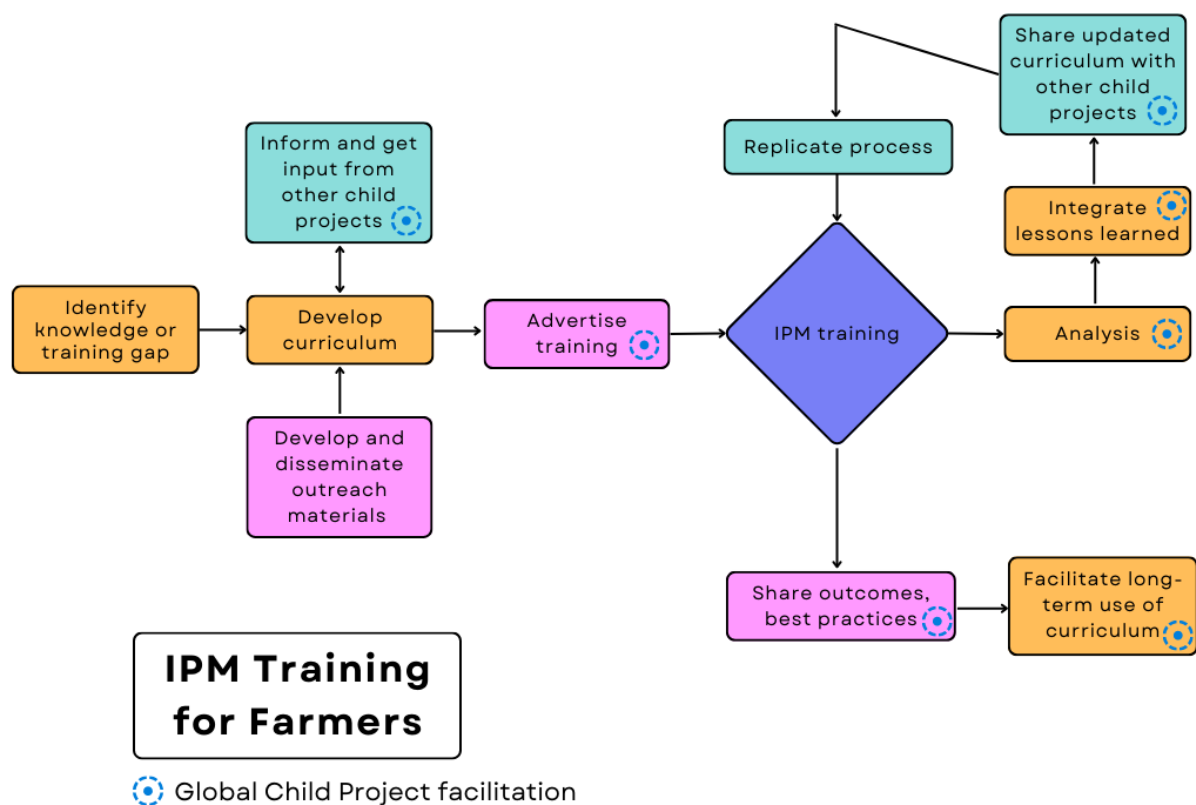 Identify
knowledge or
training gap
Inform and get
input from
other child
projects
Develop
curriculum
Develop and
disseminate
outreach
materials
Advertise
training
Replicate process
IPM training
Share updated
curriculum with
other child
projects
Integrate
lessons learned
Analysis
Share outcomes,
best practices
Facilitate long-
term use of
curriculum
IPM Training
for Farmers
Global Child Project facilitation